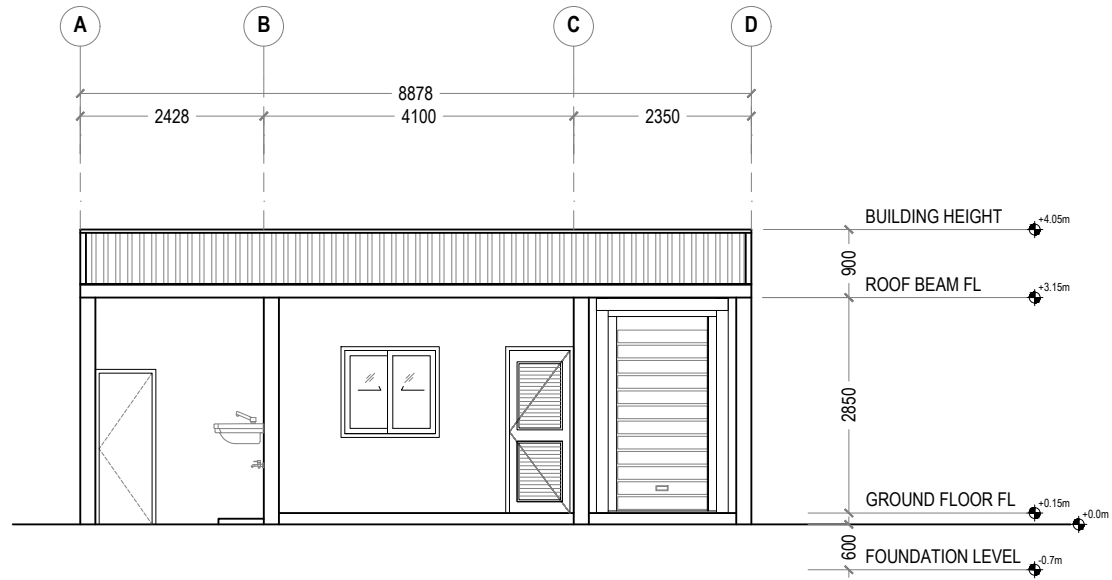 A B C D
8878
2428 4100 2350
BUILDING HEIGHT +4.05m
900
ROOF BEAM FL +3.15m
2850
GROUND FLOOR FL +0.15m
+0.0m
600
FOUNDATION LEVEL -0.7m